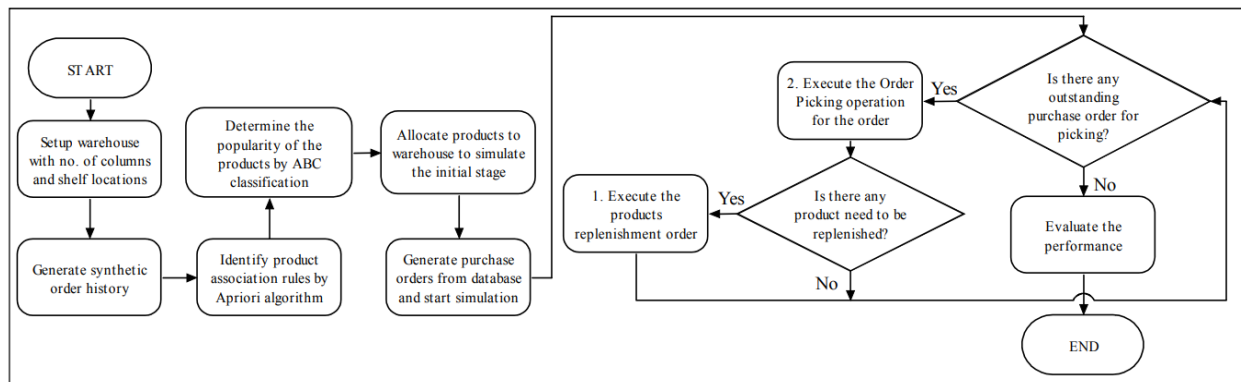 START
Setup warehouse
with no. of columns
and shelf locations
Generate synthetic
order history
Identify product
association rules by
Apriori algorithm
Determine the
popularity of the
products by ABC
classification
Allocate products to
warehouse to simulate
the initial stage
Generate purchase
orders from database
and start simulation
Is there any
outstanding
purchase order for
picking?
Yes
2. Execute the Order
Picking operation
for the order
Is there any
product need to be
replenished?
Yes
1. Execute the
products
replenishment order
No
No
Evaluate the
performance
END